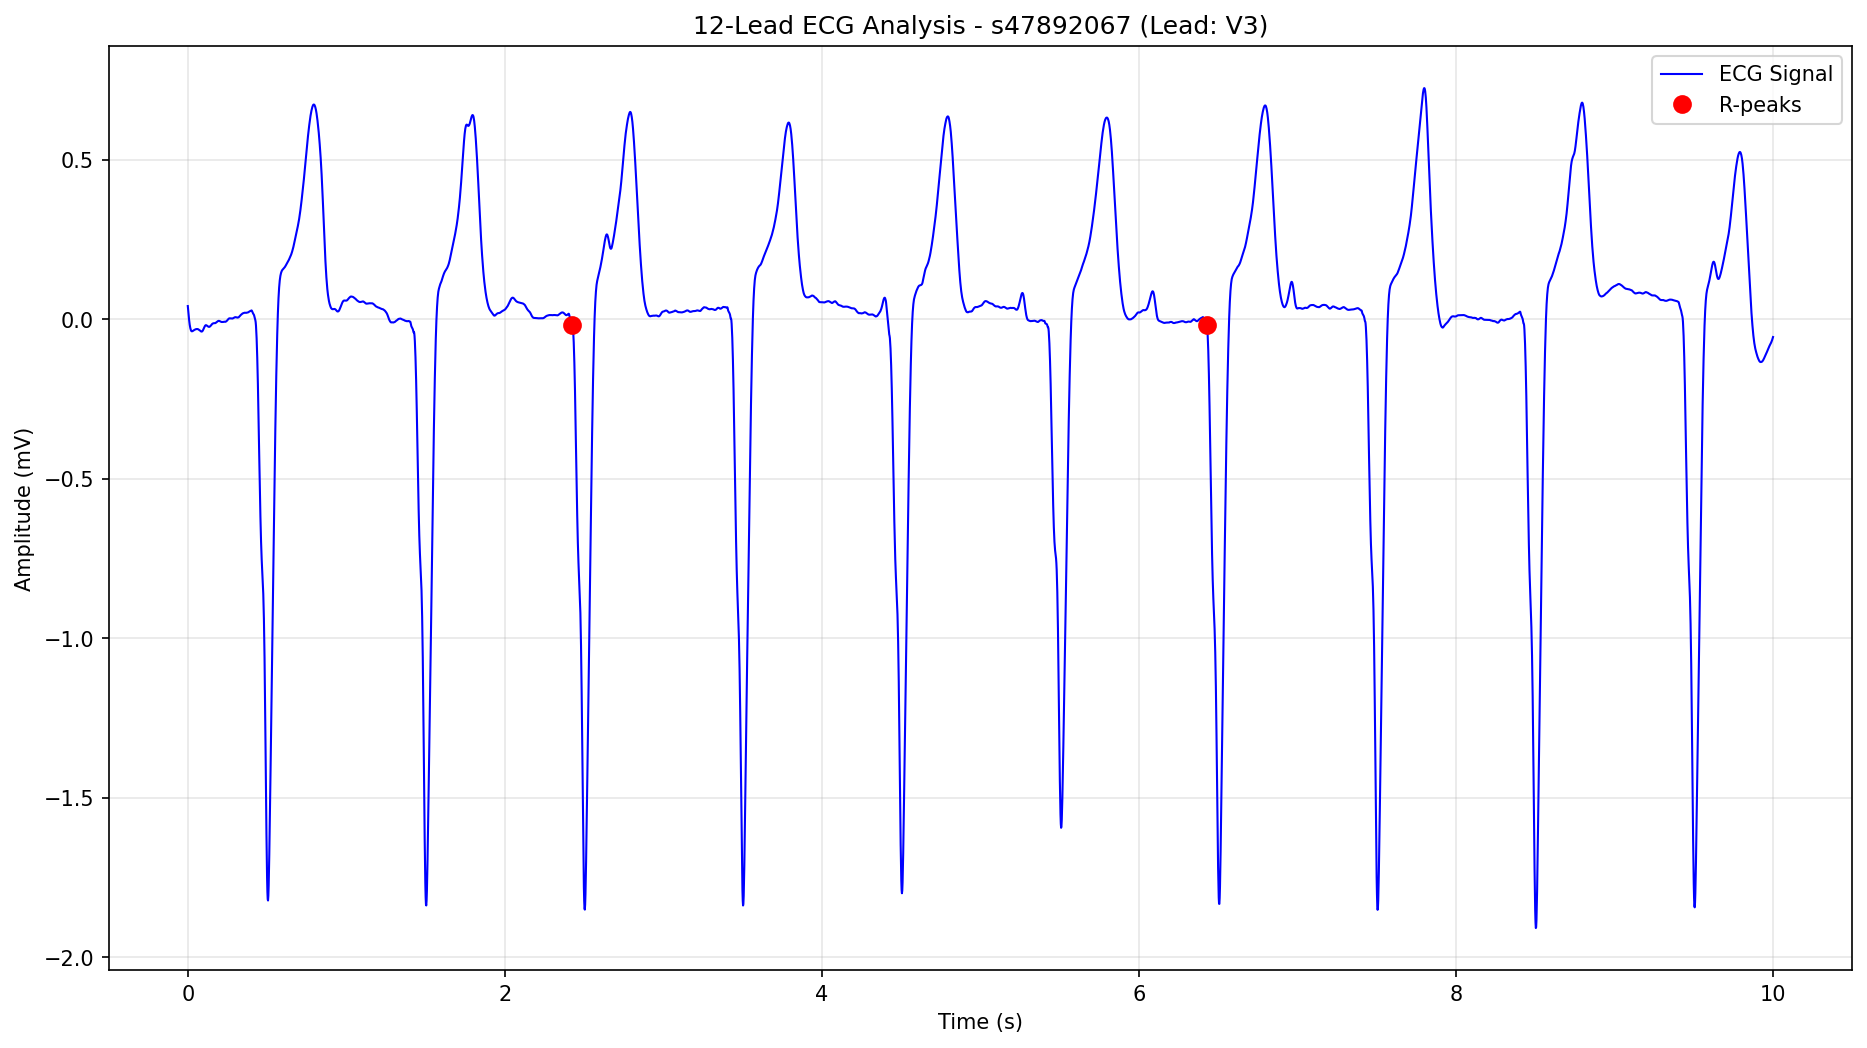 12-Lead ECG Analysis - s47892067 (Lead: V3)
ECG Signal
R-peaks
Amplitude (mV)
0.5
0.0
−0.5
−1.0
−1.5
−2.0
0 2 4 6 8 10
Time (s)